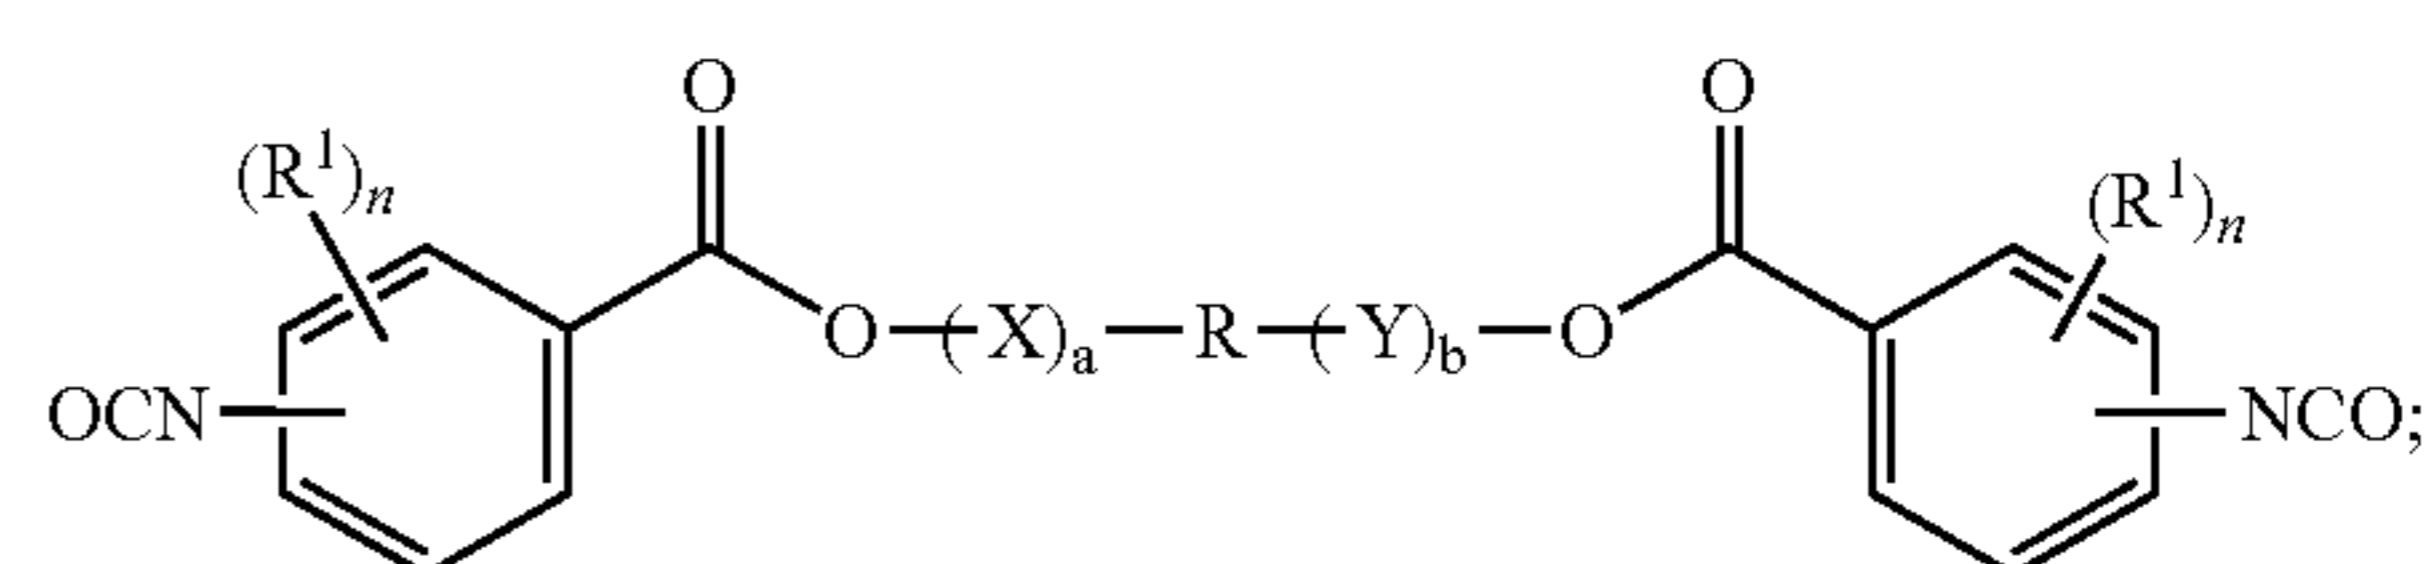 O O
(R¹)n (R¹)n
O—(X)a—R—(Y)b—O
OCN NCO;